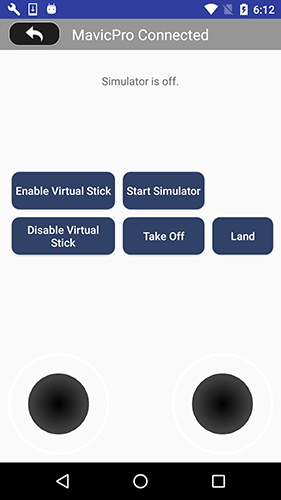 6:12
MavicPro Connected
Simulator is off.
Enable Virtual Stick
Start Simulator
Disable Virtual
Stick
Take Off
Land